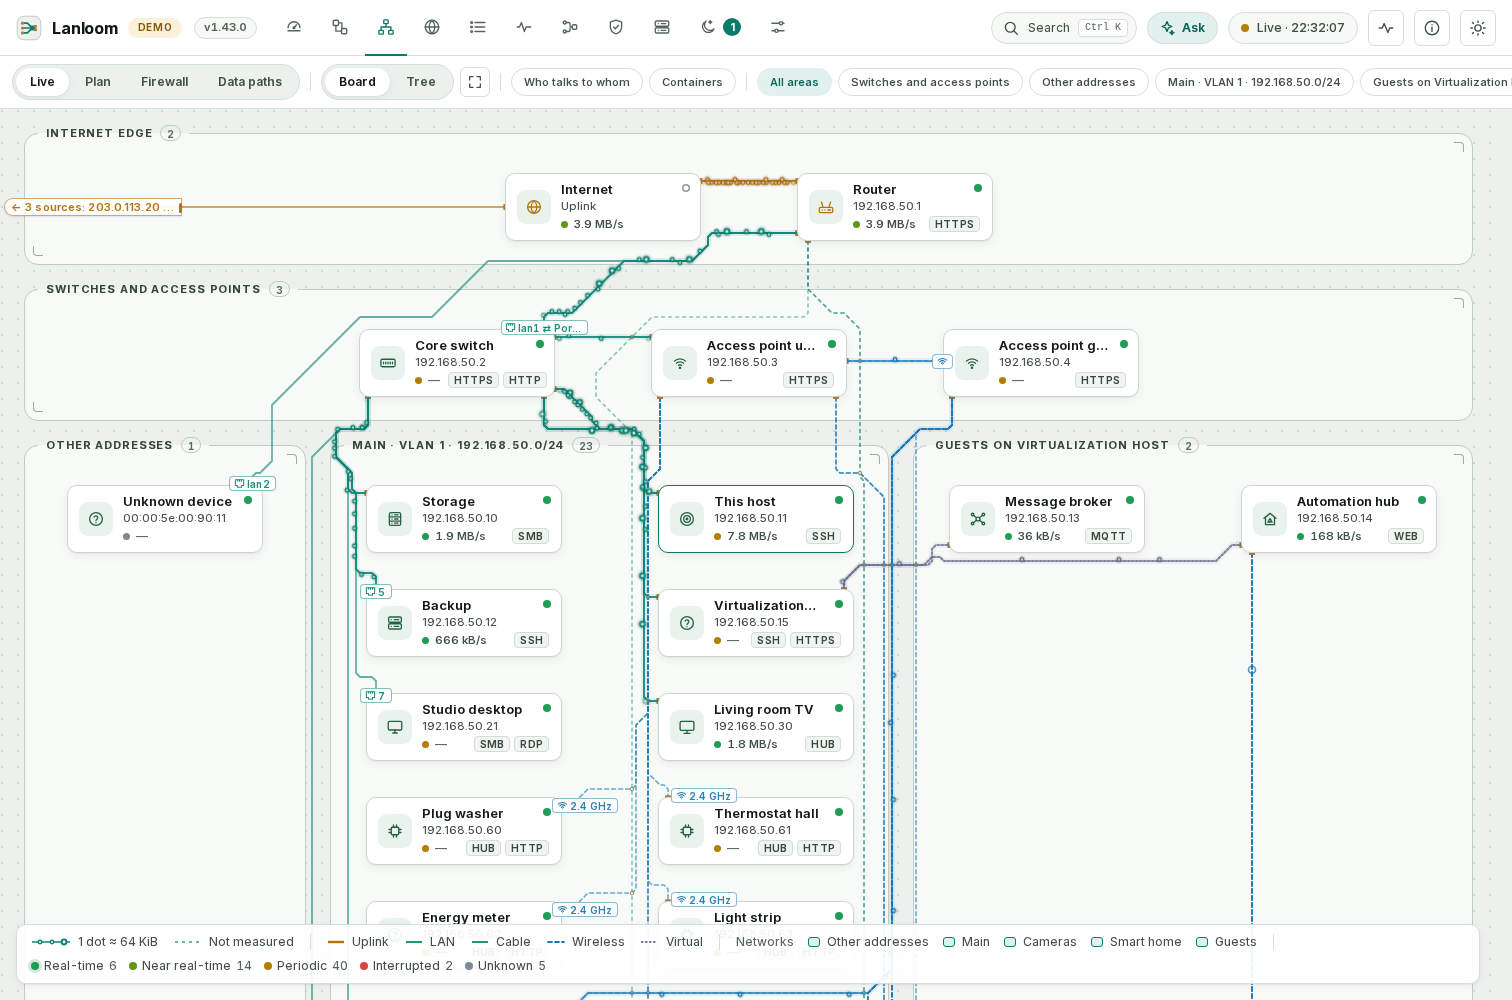 Lanloom DEMO v1.43.0 1 Search Ctrl K Ask Live · 22:32:07
Live Plan Firewall Data paths Board Tree Who talks to whom Containers All areas Switches and access points Other addresses Main · VLAN 1 · 192.168.50.0/24 Guests on Virtualization
INTERNET EDGE 2
← 3 sources: 203.0.113.20 ...
Internet
Uplink
3.9 MB/s
Router
192.168.50.1
3.9 MB/s HTTPS
SWITCHES AND ACCESS POINTS 3
lan1 ⇄ Por...
Core switch
192.168.50.2
— HTTPS HTTP
Access point u...
192.168.50.3
— HTTPS
Access point g...
192.168.50.4
— HTTPS
OTHER ADDRESSES 1
lan2
Unknown device
00:00:5e:00:90:11
—
MAIN · VLAN 1 · 192.168.50.0/24 23
Storage
192.168.50.10
1.9 MB/s SMB
This host
192.168.50.11
7.8 MB/s SSH
5
Backup
192.168.50.12
666 kB/s SSH
Virtualization...
192.168.50.15
— SSH HTTPS
7
Studio desktop
192.168.50.21
— SMB RDP
Living room TV
192.168.50.30
1.8 MB/s HUB
2.4 GHz
Plug washer
192.168.50.60
— HUB HTTP
2.4 GHz
Thermostat hall
192.168.50.61
— HUB HTTP
2.4 GHz
Energy meter
2.4 GHz
Light strip
GUESTS ON VIRTUALIZATION HOST 2
Message broker
192.168.50.13
36 kB/s MQTT
Automation hub
192.168.50.14
168 kB/s WEB
1 dot ≈ 64 KiB Not measured Uplink LAN Cable Wireless Virtual Networks Other addresses Main Cameras Smart home Guests
Real-time 6 Near real-time 14 Periodic 40 Interrupted 2 Unknown 5